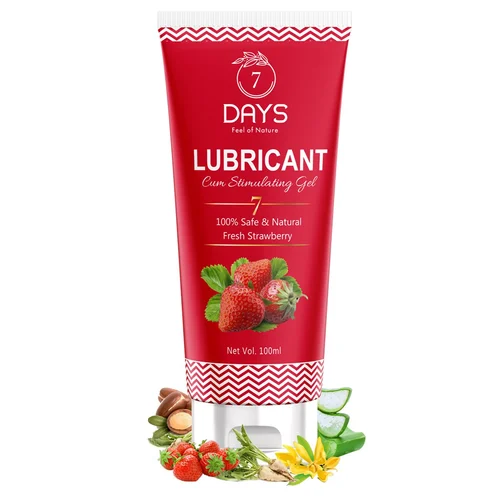 7
DAYS
Feel of Nature
LUBRICANT
Cum Stimulating Gel
7
100% Safe & Natural
Fresh Strawberry
Net Vol. 100ml